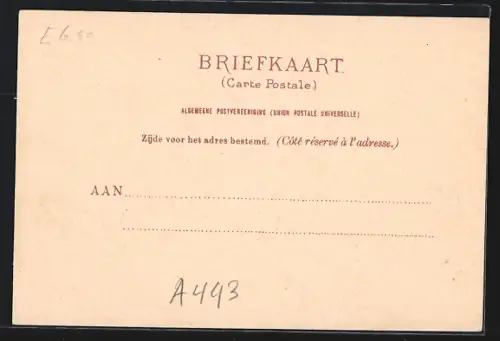 £6.50
BRIEFKAART.
(Carte Postale)
ALGEMEENE POSTVEREENIGING (UNION POSTALE UNIVERSELLE)
Zijde voor het adres bestemd. (Côté réservé à l'adresse.)
AAN
A493